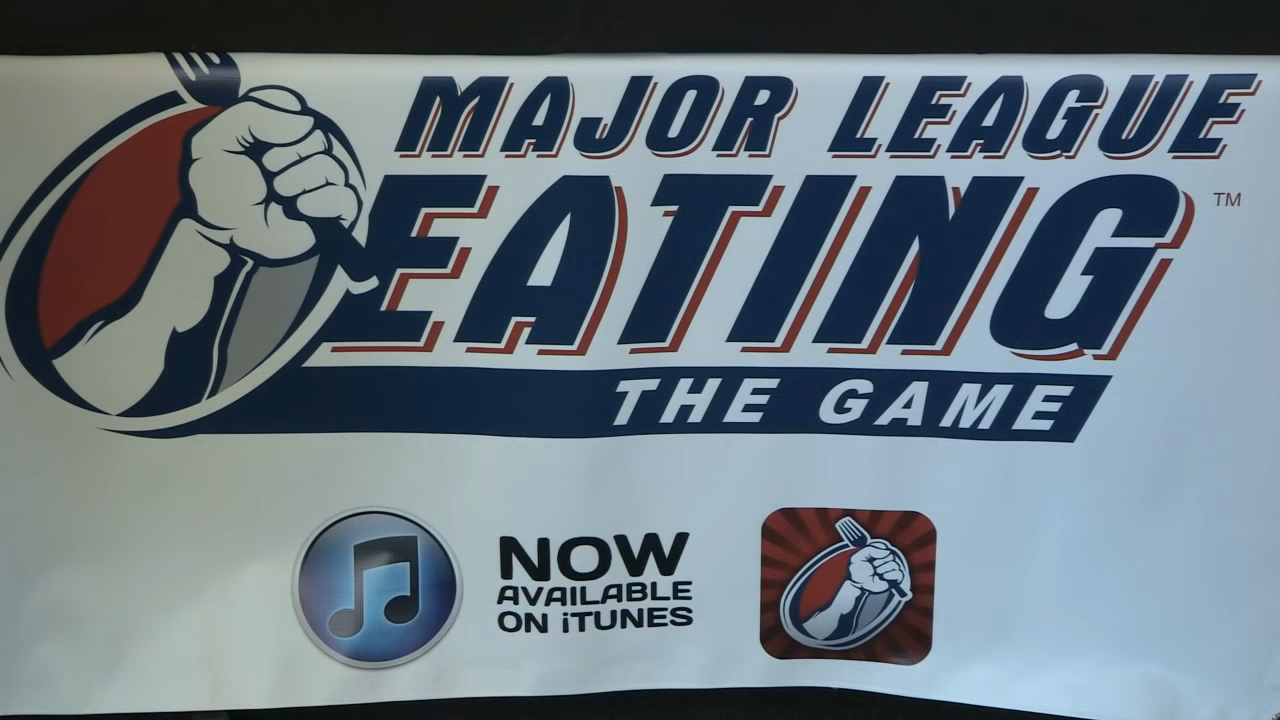 MAJOR LEAGUE
EATING TM
THE GAME
NOW
AVAILABLE
ON iTUNES